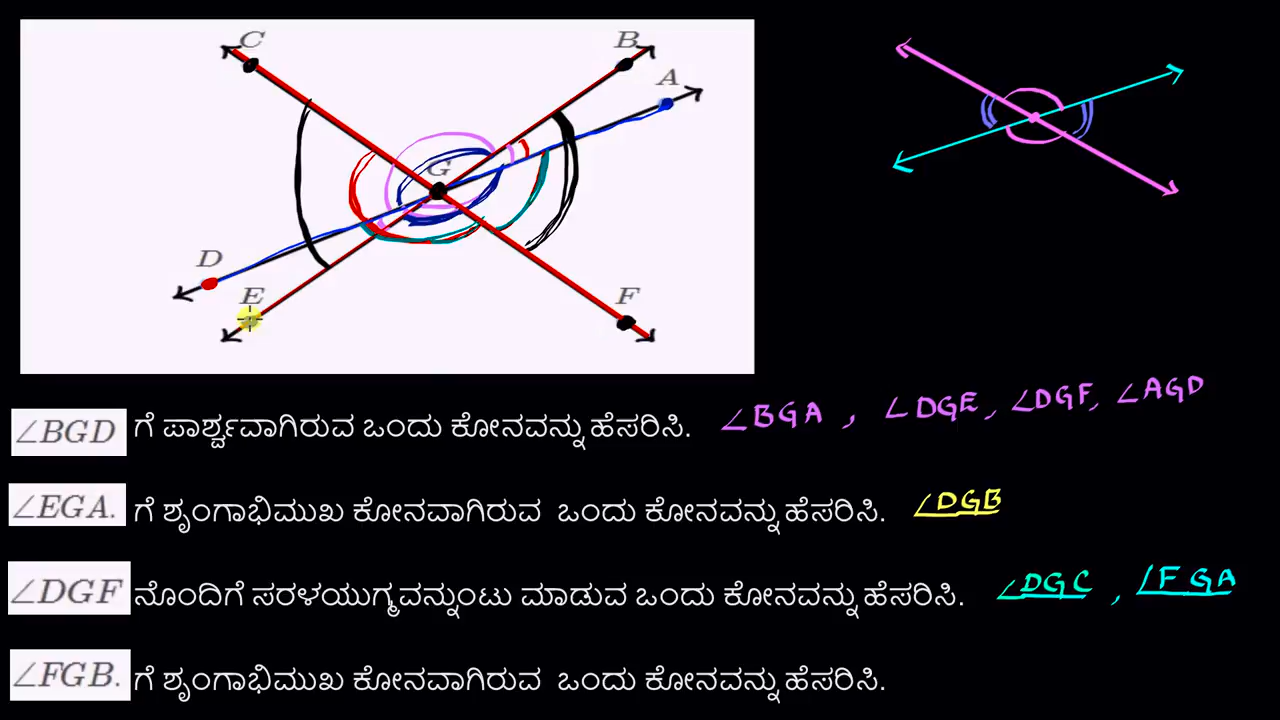 C
B
A
G
D
E
F
∠BGD ಗೆ ಪಾರ್ಶ್ವವಾಗಿರುವ ಒಂದು ಕೋನವನ್ನು ಹೆಸರಿಸಿ. ∠BGA , ∠DGE, ∠DGF, ∠AGD
∠EGA. ಗೆ ಶೃಂಗಾಭಿಮುಖ ಕೋನವಾಗಿರುವ ಒಂದು ಕೋನವನ್ನು ಹೆಸರಿಸಿ. ∠DGB
∠DGF ನೊಂದಿಗೆ ಸರಳಯುಗ್ಮವನ್ನುಂಟು ಮಾಡುವ ಒಂದು ಕೋನವನ್ನು ಹೆಸರಿಸಿ. ∠DGC , ∠FGA
∠FGB. ಗೆ ಶೃಂಗಾಭಿಮುಖ ಕೋನವಾಗಿರುವ ಒಂದು ಕೋನವನ್ನು ಹೆಸರಿಸಿ.